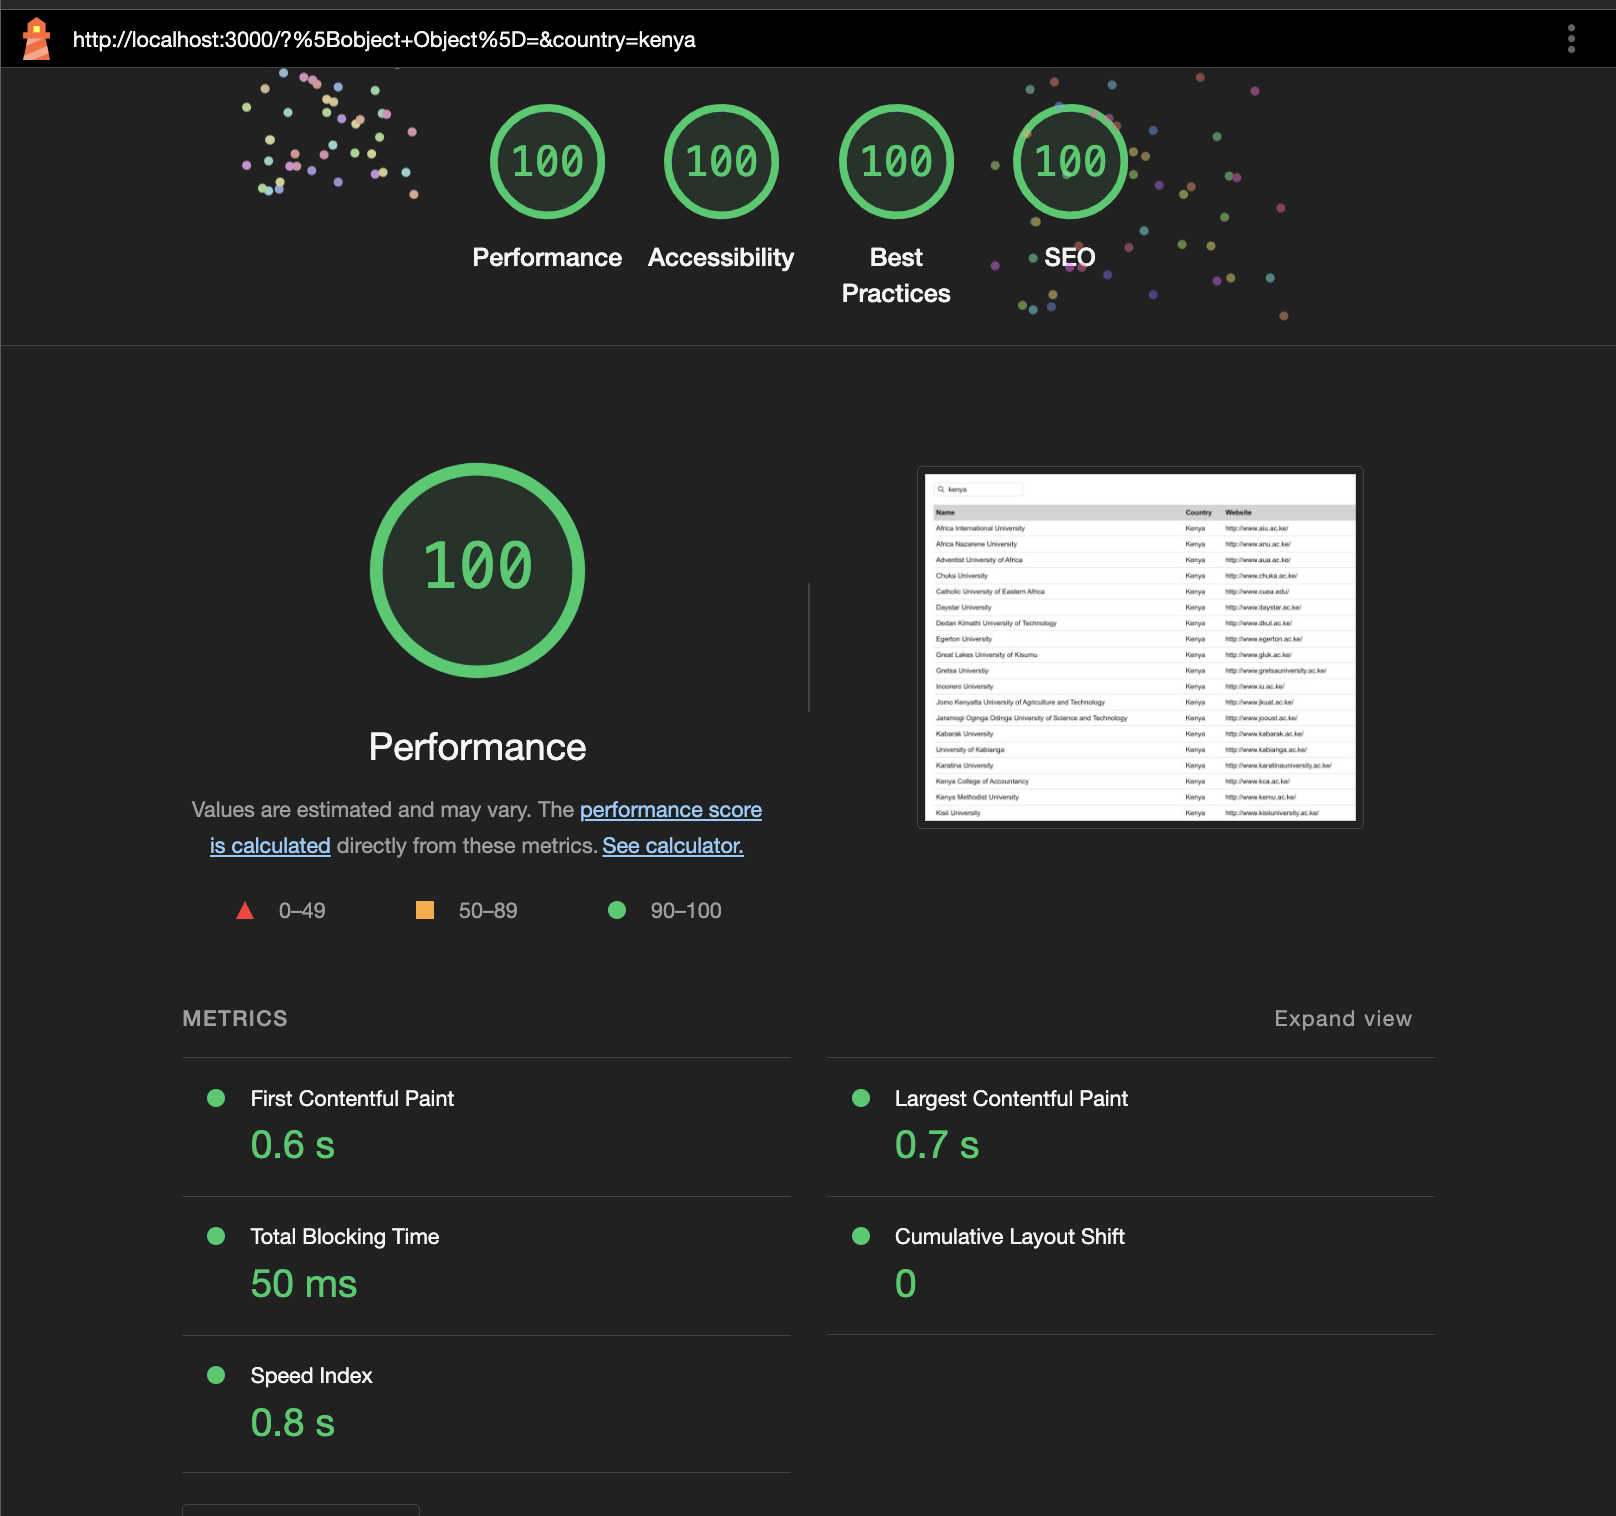 http://localhost:3000/?%5Bobject+Object%5D=&country=kenya
100 100 100 100
Performance Accessibility Best Practices SEO
100
Performance
Values are estimated and may vary. The performance score
is calculated directly from these metrics. See calculator.
0–49 50–89 90–100
kenya
Name Country Website
Africa International University Kenya http://www.aiu.ac.ke/
Africa Nazarene University Kenya http://www.anu.ac.ke/
Adventist University of Africa Kenya http://www.aua.ac.ke/
Chuka University Kenya http://www.chuka.ac.ke/
Catholic University of Eastern Africa Kenya http://www.cuea.edu/
Daystar University Kenya http://www.daystar.ac.ke/
Dedan Kimathi University of Technology Kenya http://www.dkut.ac.ke/
Egerton University Kenya http://www.egerton.ac.ke/
Great Lakes University of Kisumu Kenya http://www.gluk.ac.ke/
Gretsa University Kenya http://www.gretsauniversity.ac.ke/
Inoorero University Kenya http://www.iu.ac.ke/
Jomo Kenyatta University of Agriculture and Technology Kenya http://www.jkuat.ac.ke/
Jaramogi Oginga Odinga University of Science and Technology Kenya http://www.jooust.ac.ke/
Kabarak University Kenya http://www.kabarak.ac.ke/
University of Kabianga Kenya http://www.kabianga.ac.ke/
Karatina University Kenya http://www.karatinauniversity.ac.ke/
Kenya College of Accountancy Kenya http://www.kca.ac.ke/
Kenya Methodist University Kenya http://www.kemu.ac.ke/
Kisii University Kenya http://www.kisiiuniversity.ac.ke/
METRICS
Expand view
First Contentful Paint
0.6 s
Largest Contentful Paint
0.7 s
Total Blocking Time
50 ms
Cumulative Layout Shift
0
Speed Index
0.8 s